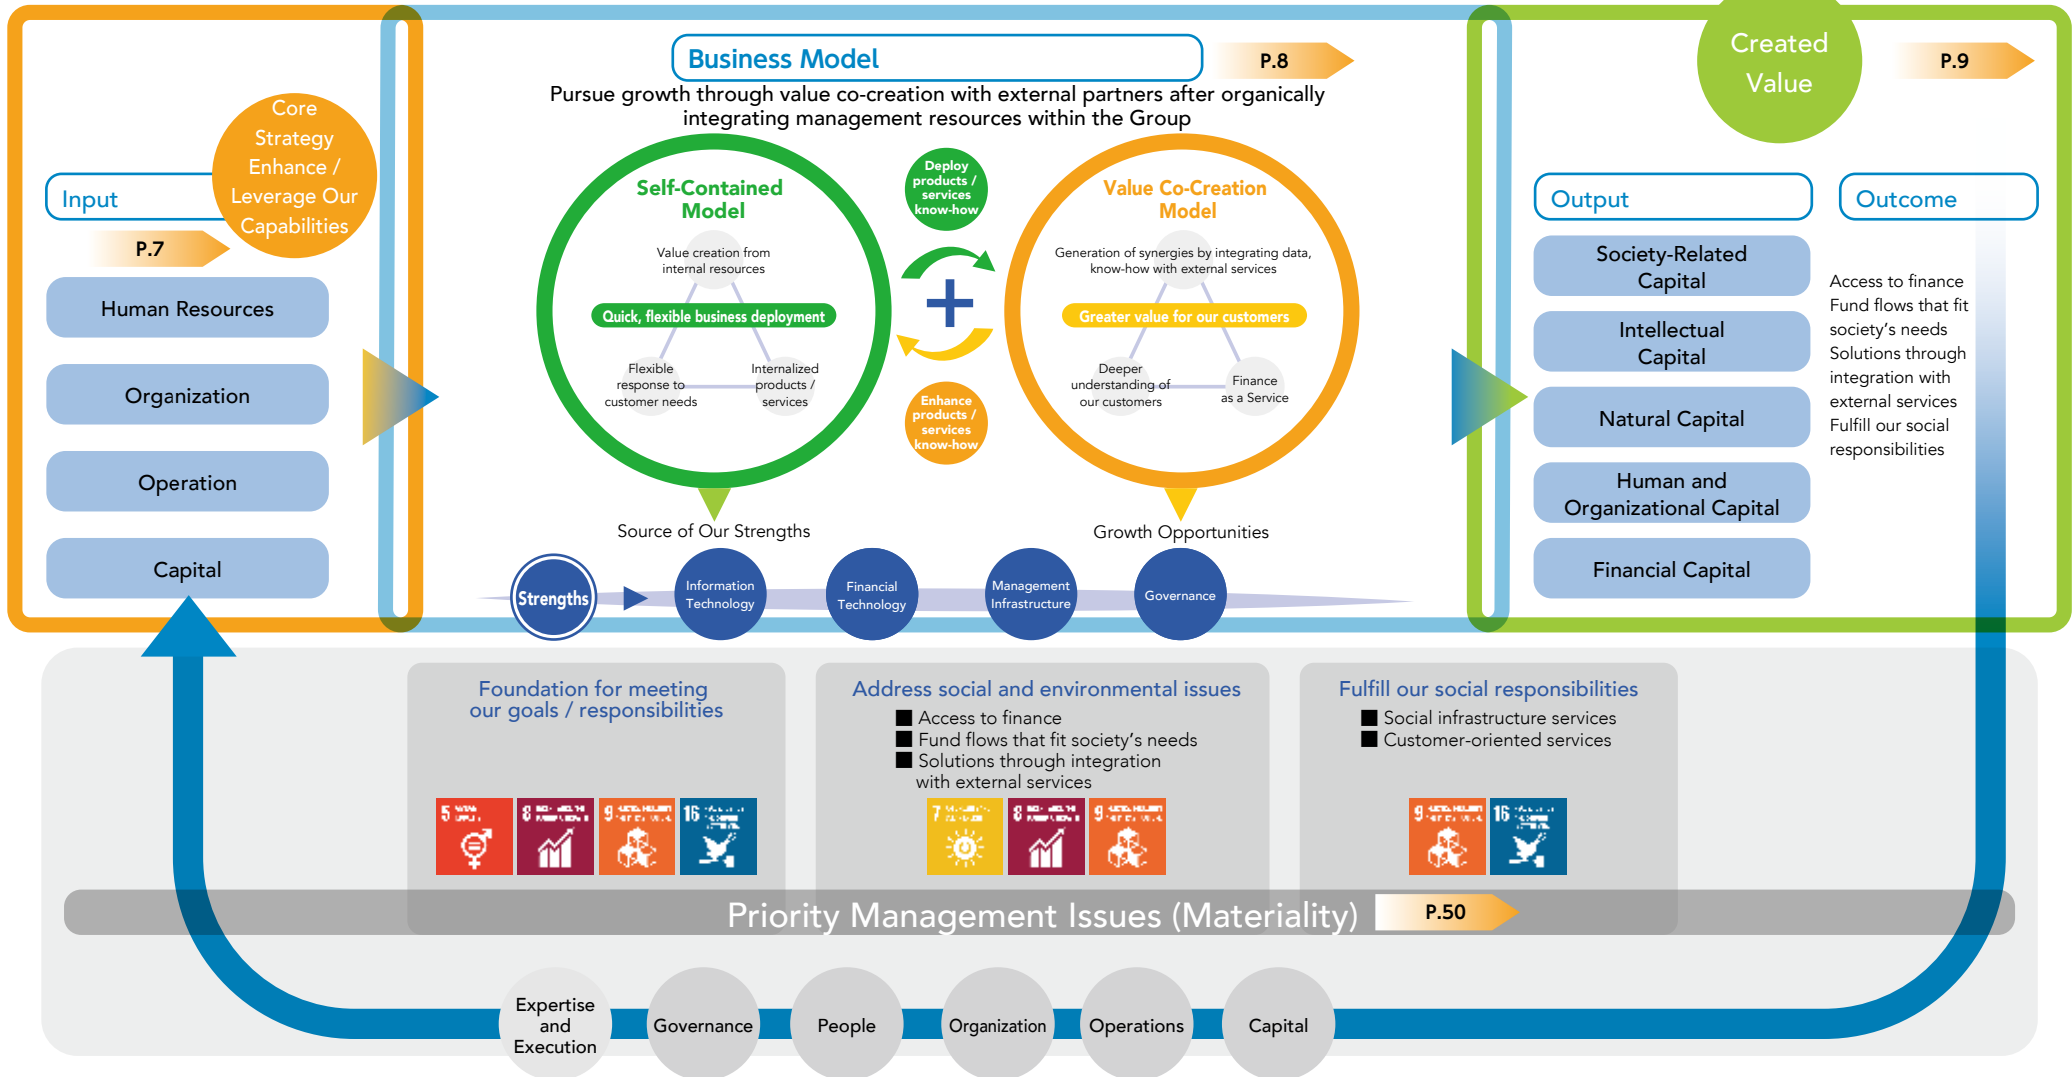 Core
Strategy
Enhance /
Leverage Our
Capabilities
Input
P.7
Human Resources
Organization
Operation
Capital
Business Model
P.8
Pursue growth through value co-creation with external partners after organically
integrating management resources within the Group
Self-Contained
Model
Value creation from
internal resources
Quick, flexible business deployment
Flexible
response to
customer needs
Internalized
products /
services
Deploy
products /
services
know-how
+
Enhance
products /
services
know-how
Value Co-Creation
Model
Generation of synergies by integrating data,
know-how with external services
Greater value for our customers
Deeper
understanding of
our customers
Finance
as a Service
Source of Our Strengths
Growth Opportunities
Strengths
Information
Technology
Financial
Technology
Management
Infrastructure
Governance
Created
Value
P.9
Output
Society-Related
Capital
Intellectual
Capital
Natural Capital
Human and
Organizational Capital
Financial Capital
Outcome
Access to finance
Fund flows that fit
society's needs
Solutions through
integration with
external services
Fulfill our social
responsibilities
Foundation for meeting
our goals / responsibilities
5
8
9
16
Address social and environmental issues
■ Access to finance
■ Fund flows that fit society's needs
■ Solutions through integration
with external services
7
8
9
Fulfill our social responsibilities
■ Social infrastructure services
■ Customer-oriented services
9
16
Priority Management Issues (Materiality)
P.50
Expertise
and
Execution
Governance
People
Organization
Operations
Capital